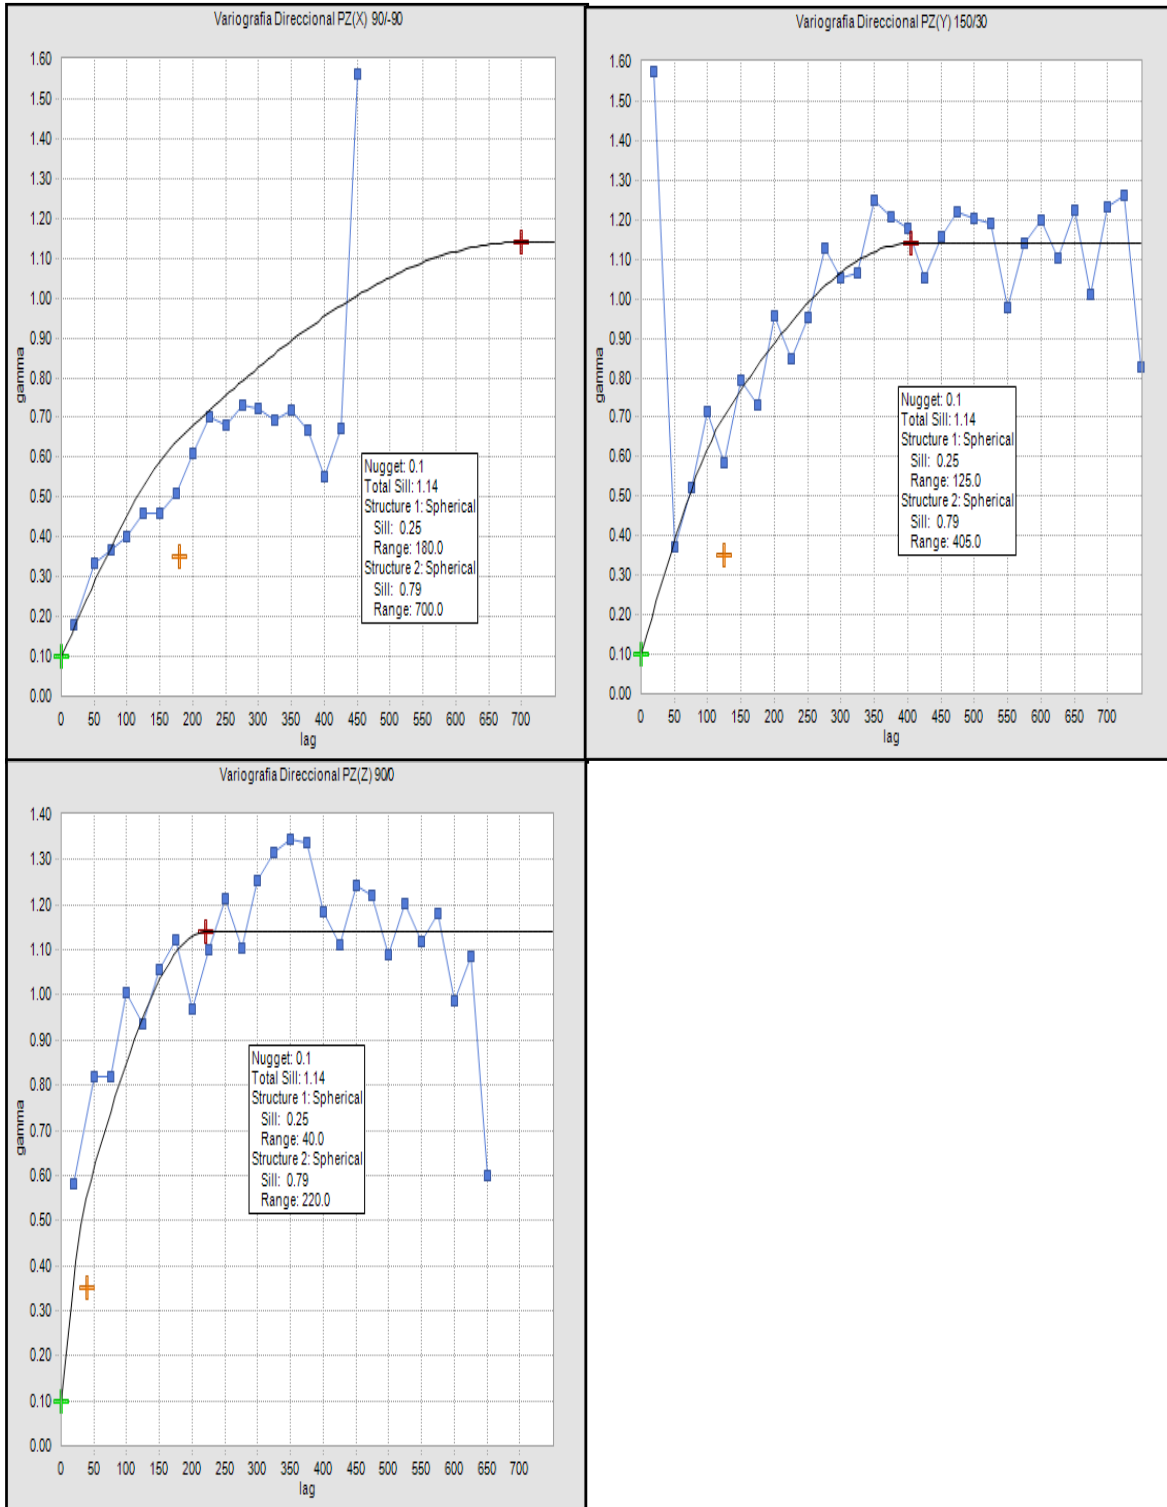 Variografia Direccional PZ(X) 90/-90
1.60
1.50
1.40
1.30
1.20
1.10
1.00
0.90
0.80
0.70
0.60
0.50
0.40
0.30
0.20
0.10
0.00
gamma
0 50 100 150 200 250 300 350 400 450 500 550 600 650 700
lag
Nugget: 0.1
Total Sill: 1.14
Structure 1: Spherical
Sill: 0.25
Range: 180.0
Structure 2: Spherical
Sill: 0.79
Range: 700.0
Variografia Direccional PZ(Y) 150/30
1.60
1.50
1.40
1.30
1.20
1.10
1.00
0.90
0.80
0.70
0.60
0.50
0.40
0.30
0.20
0.10
0.00
gamma
0 50 100 150 200 250 300 350 400 450 500 550 600 650 700
lag
Nugget: 0.1
Total Sill: 1.14
Structure 1: Spherical
Sill: 0.25
Range: 125.0
Structure 2: Spherical
Sill: 0.79
Range: 405.0
Variografia Direccional PZ(Z) 90/0
1.40
1.30
1.20
1.10
1.00
0.90
0.80
0.70
0.60
0.50
0.40
0.30
0.20
0.10
0.00
gamma
0 50 100 150 200 250 300 350 400 450 500 550 600 650 700
lag
Nugget: 0.1
Total Sill: 1.14
Structure 1: Spherical
Sill: 0.25
Range: 40.0
Structure 2: Spherical
Sill: 0.79
Range: 220.0